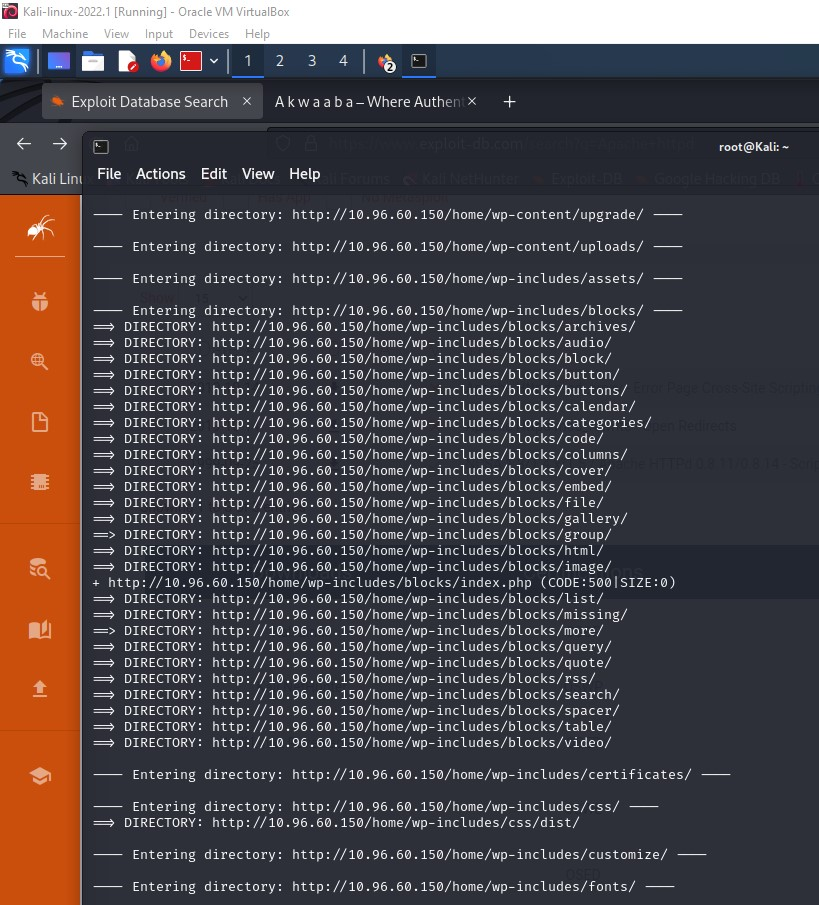 Kali-linux-2022.1 [Running] - Oracle VM VirtualBox
File Machine View Input Devices Help
1 2 3 4 2
Exploit Database Search × A k w a a b a – Where Authent ×
root@Kali: ~
File Actions Edit View Help
Kali Linu Kali Forums Kali NetHunter Exploit-DB Google Hacking DB
—— Entering directory: http://10.96.60.150/home/wp-content/upgrade/ ——
—— Entering directory: http://10.96.60.150/home/wp-content/uploads/ ——
—— Entering directory: http://10.96.60.150/home/wp-includes/assets/ ——
—— Entering directory: http://10.96.60.150/home/wp-includes/blocks/ ——
==> DIRECTORY: http://10.96.60.150/home/wp-includes/blocks/archives/
==> DIRECTORY: http://10.96.60.150/home/wp-includes/blocks/audio/
==> DIRECTORY: http://10.96.60.150/home/wp-includes/blocks/block/
==> DIRECTORY: http://10.96.60.150/home/wp-includes/blocks/button/
==> DIRECTORY: http://10.96.60.150/home/wp-includes/blocks/buttons/
==> DIRECTORY: http://10.96.60.150/home/wp-includes/blocks/calendar/
==> DIRECTORY: http://10.96.60.150/home/wp-includes/blocks/categories/
==> DIRECTORY: http://10.96.60.150/home/wp-includes/blocks/code/
==> DIRECTORY: http://10.96.60.150/home/wp-includes/blocks/columns/
==> DIRECTORY: http://10.96.60.150/home/wp-includes/blocks/cover/
==> DIRECTORY: http://10.96.60.150/home/wp-includes/blocks/embed/
==> DIRECTORY: http://10.96.60.150/home/wp-includes/blocks/file/
==> DIRECTORY: http://10.96.60.150/home/wp-includes/blocks/gallery/
==> DIRECTORY: http://10.96.60.150/home/wp-includes/blocks/group/
==> DIRECTORY: http://10.96.60.150/home/wp-includes/blocks/html/
==> DIRECTORY: http://10.96.60.150/home/wp-includes/blocks/image/
+ http://10.96.60.150/home/wp-includes/blocks/index.php (CODE:500|SIZE:0)
==> DIRECTORY: http://10.96.60.150/home/wp-includes/blocks/list/
==> DIRECTORY: http://10.96.60.150/home/wp-includes/blocks/missing/
==> DIRECTORY: http://10.96.60.150/home/wp-includes/blocks/more/
==> DIRECTORY: http://10.96.60.150/home/wp-includes/blocks/query/
==> DIRECTORY: http://10.96.60.150/home/wp-includes/blocks/quote/
==> DIRECTORY: http://10.96.60.150/home/wp-includes/blocks/rss/
==> DIRECTORY: http://10.96.60.150/home/wp-includes/blocks/search/
==> DIRECTORY: http://10.96.60.150/home/wp-includes/blocks/spacer/
==> DIRECTORY: http://10.96.60.150/home/wp-includes/blocks/table/
==> DIRECTORY: http://10.96.60.150/home/wp-includes/blocks/video/
—— Entering directory: http://10.96.60.150/home/wp-includes/certificates/ ——
—— Entering directory: http://10.96.60.150/home/wp-includes/css/ ——
==> DIRECTORY: http://10.96.60.150/home/wp-includes/css/dist/
—— Entering directory: http://10.96.60.150/home/wp-includes/customize/ ——
—— Entering directory: http://10.96.60.150/home/wp-includes/fonts/ ——